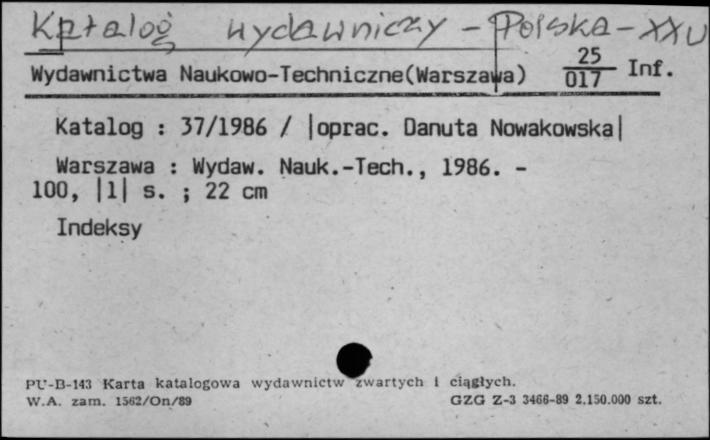 Katalog wydawniczy - Polska - XXw
Wydawnictwa Naukowo-Techniczne(Warszawa) 25/017 Inf.
Katalog : 37/1986 / |oprac. Danuta Nowakowska|
Warszawa : Wydaw. Nauk.-Tech., 1986. -
100, |1| s. ; 22 cm
Indeksy
PU-B-143 Karta katalogowa wydawnictw zwartych i ciągłych.
W.A. zam. 1562/On/89 GZG Z-3 3466-89 2.150.000 szt.